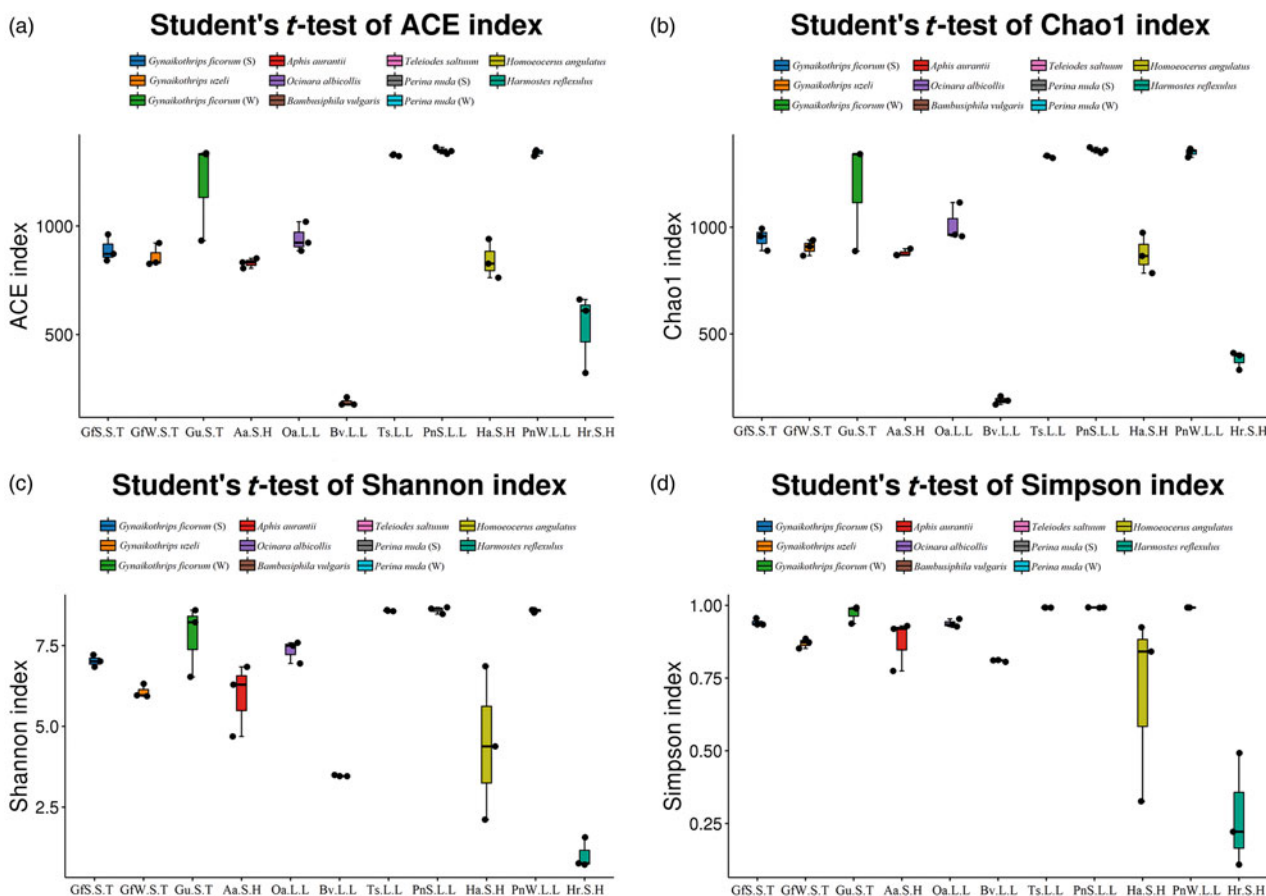 (a)
Student's t-test of ACE index
Gynaikothrips ficorum (S)
Aphis aurantii
Teleiodes saltuum
Homoeocerus angulatus
Gynaikothrips uzeli
Ocinara albicollis
Perina nuda (S)
Harmostes reflexulus
Gynaikothrips ficorum (W)
Bambusiphila vulgaris
Perina nuda (W)
ACE index
1000
500
GfS.S.T GfW.S.T Gu.S.T Aa.S.H Oa.L.L Bv.L.L Ts.L.L PnS.L.L Ha.S.H PnW.L.L Hr.S.H
(b)
Student's t-test of Chao1 index
Gynaikothrips ficorum (S)
Aphis aurantii
Teleiodes saltuum
Homoeocerus angulatus
Gynaikothrips uzeli
Ocinara albicollis
Perina nuda (S)
Harmostes reflexulus
Gynaikothrips ficorum (W)
Bambusiphila vulgaris
Perina nuda (W)
Chao1 index
1000
500
GfS.S.T GfW.S.T Gu.S.T Aa.S.H Oa.L.L Bv.L.L Ts.L.L PnS.L.L Ha.S.H PnW.L.L Hr.S.H
(c)
Student's t-test of Shannon index
Gynaikothrips ficorum (S)
Aphis aurantii
Teleiodes saltuum
Homoeocerus angulatus
Gynaikothrips uzeli
Ocinara albicollis
Perina nuda (S)
Harmostes reflexulus
Gynaikothrips ficorum (W)
Bambusiphila vulgaris
Perina nuda (W)
Shannon index
7.5
5.0
2.5
GfS.S.T GfW.S.T Gu.S.T Aa.S.H Oa.L.L Bv.L.L Ts.L.L PnS.L.L Ha.S.H PnW.L.L Hr.S.H
(d)
Student's t-test of Simpson index
Gynaikothrips ficorum (S)
Aphis aurantii
Teleiodes saltuum
Homoeocerus angulatus
Gynaikothrips uzeli
Ocinara albicollis
Perina nuda (S)
Harmostes reflexulus
Gynaikothrips ficorum (W)
Bambusiphila vulgaris
Perina nuda (W)
Simpson index
1.00
0.75
0.50
0.25
GfS.S.T GfW.S.T Gu.S.T Aa.S.H Oa.L.L Bv.L.L Ts.L.L PnS.L.L Ha.S.H PnW.L.L Hr.S.H